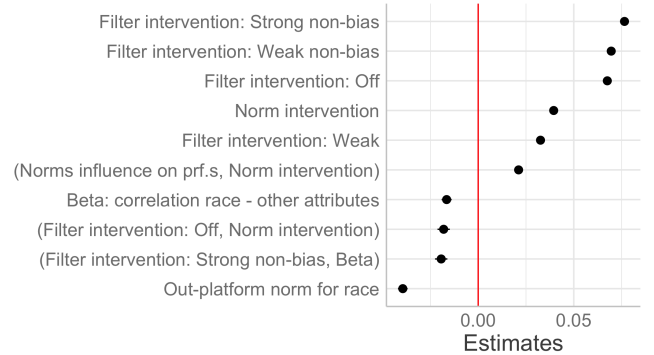 Filter intervention: Strong non-bias
Filter intervention: Weak non-bias
Filter intervention: Off
Norm intervention
Filter intervention: Weak
(Norms influence on prf.s, Norm intervention)
Beta: correlation race - other attributes
(Filter intervention: Off, Norm intervention)
(Filter intervention: Strong non-bias, Beta)
Out-platform norm for race
0.00 0.05
Estimates